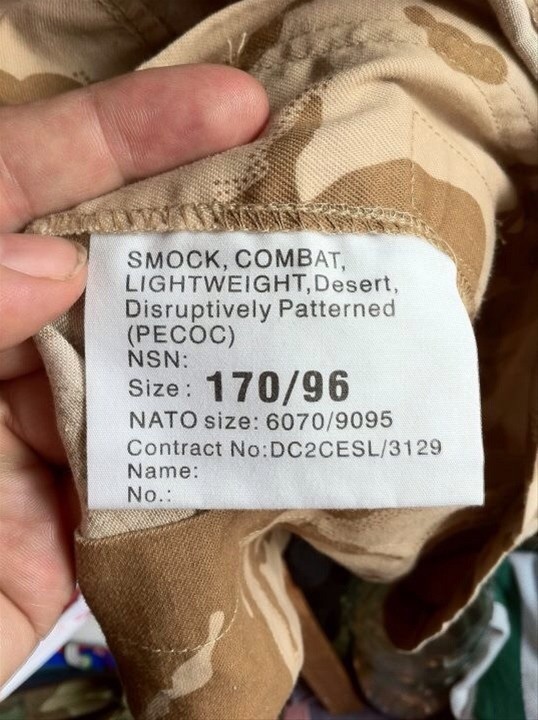 SMOCK, COMBAT,
LIGHTWEIGHT,Desert,
Disruptively Patterned
(PECOC)
NSN:
Size: 170/96
NATO size: 6070/9095
Contract No:DC2CESL/3129
Name:
No.: